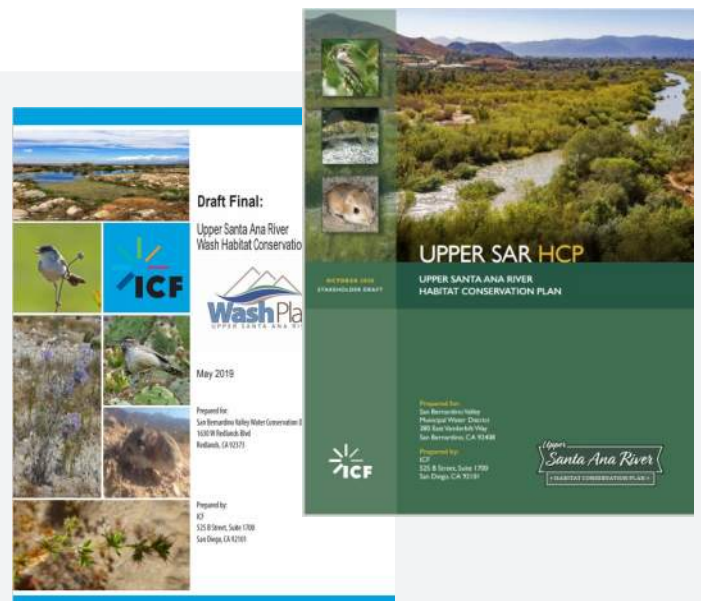 Draft Final:
Upper Santa Ana River
Wash Habitat Conservatio
Wash Pla
UPPER SANTA ANA RI
May 2019
Prepared for:
San Bernardino Valley Water Conservation D
1630 W Redlands Blvd
Redlands, CA 92373
Prepared by:
ICF
525 B Street, Suite 1700
San Diego, CA 92101
ICF
UPPER SAR HCP
OCTOBER 2020
STAKEHOLDER DRAFT
UPPER SANTA ANA RIVER
HABITAT CONSERVATION PLAN
Prepared for:
San Bernardino Valley
Municipal Water District
380 East Vanderbilt Way
San Bernardino, CA 92408
Prepared by:
ICF
525 B Street, Suite 1700
San Diego, CA 92101
ICF
Upper
Santa Ana River
• HABITAT CONSERVATION PLAN •